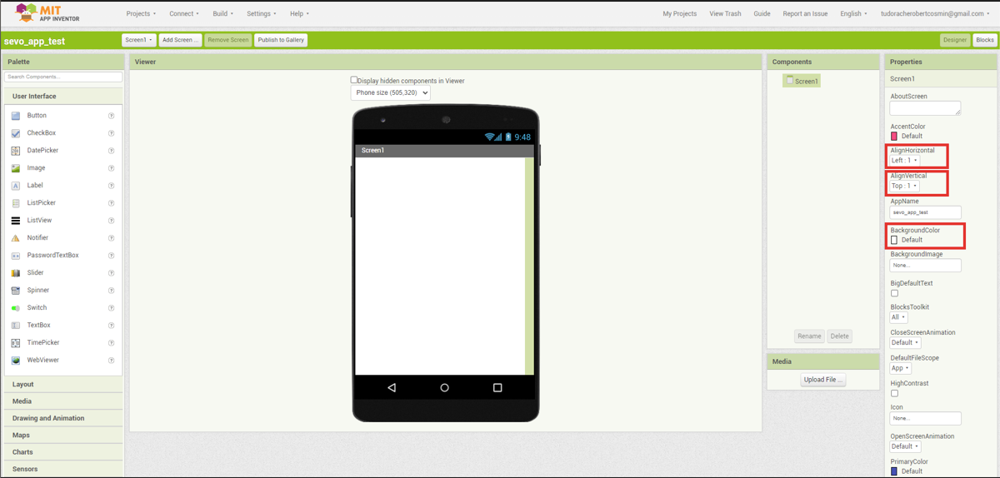 MIT
APP INVENTOR
Projects
Connect
Build
Settings
Help
My Projects
View Trash
Guide
Report an Issue
English
tudoracherobertcosmin@gmail.com
sevo_app_test
Screen1
Add Screen ...
Remove Screen
Publish to Gallery
Designer
Blocks
Palette
Search Components...
User Interface
Button
CheckBox
DatePicker
Image
Label
ListPicker
ListView
Notifier
PasswordTextBox
Slider
Spinner
Switch
TextBox
TimePicker
WebViewer
Layout
Media
Drawing and Animation
Maps
Charts
Sensors
Viewer
Display hidden components in Viewer
Phone size (505,320)
9:48
Screen1
Components
Screen1
Rename
Delete
Media
Upload File ...
Properties
Screen1
AboutScreen
AccentColor
Default
AlignHorizontal
Left : 1
AlignVertical
Top : 1
AppName
sevo_app_test
BackgroundColor
Default
BackgroundImage
None...
BigDefaultText
BlocksToolkit
All
CloseScreenAnimation
Default
DefaultFileScope
App
HighContrast
Icon
None...
OpenScreenAnimation
Default
PrimaryColor
Default